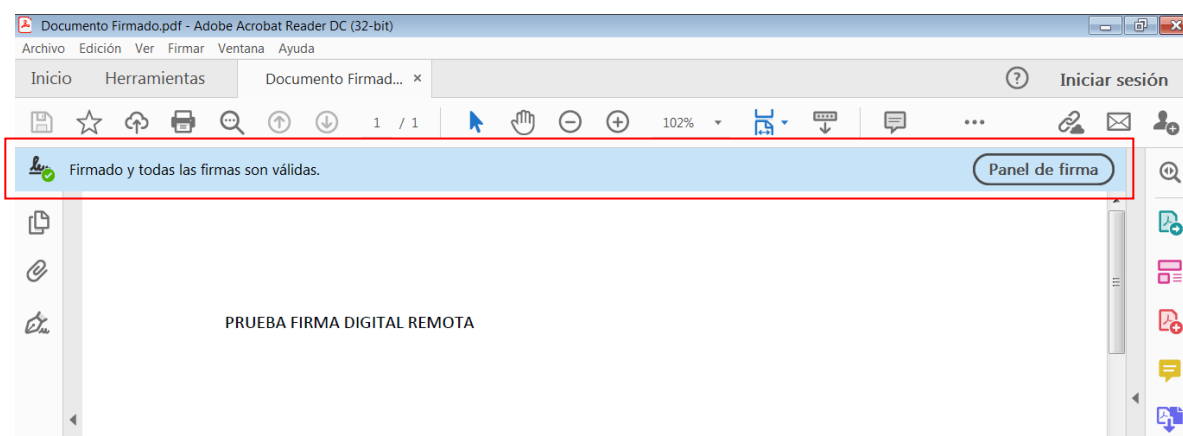 Documento Firmado.pdf - Adobe Acrobat Reader DC (32-bit)
Archivo Edición Ver Firmar Ventana Ayuda
Inicio Herramientas Documento Firmad... × ? Iniciar sesión
1 / 1 102%
Firmado y todas las firmas son válidas. Panel de firma
PRUEBA FIRMA DIGITAL REMOTA